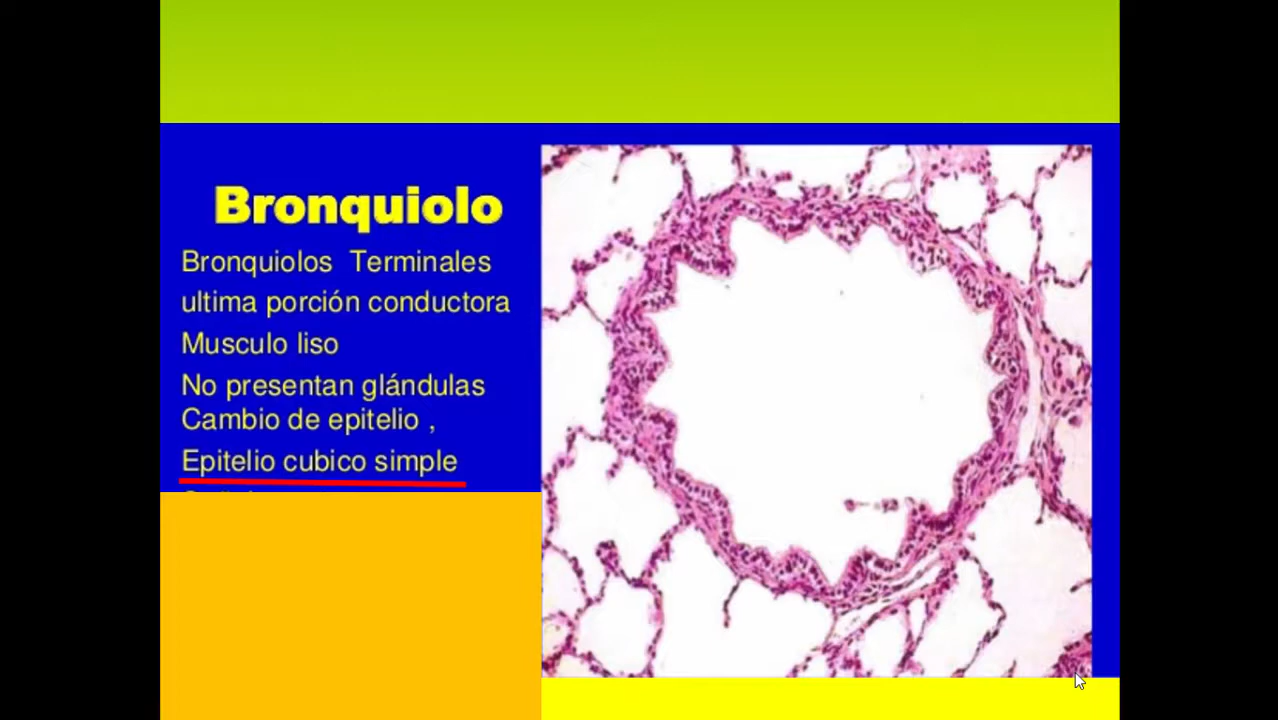 Bronquiolo
Bronquiolos Terminales
ultima porción conductora
Musculo liso
No presentan glándulas
Cambio de epitelio ,
Epitelio cubico simple